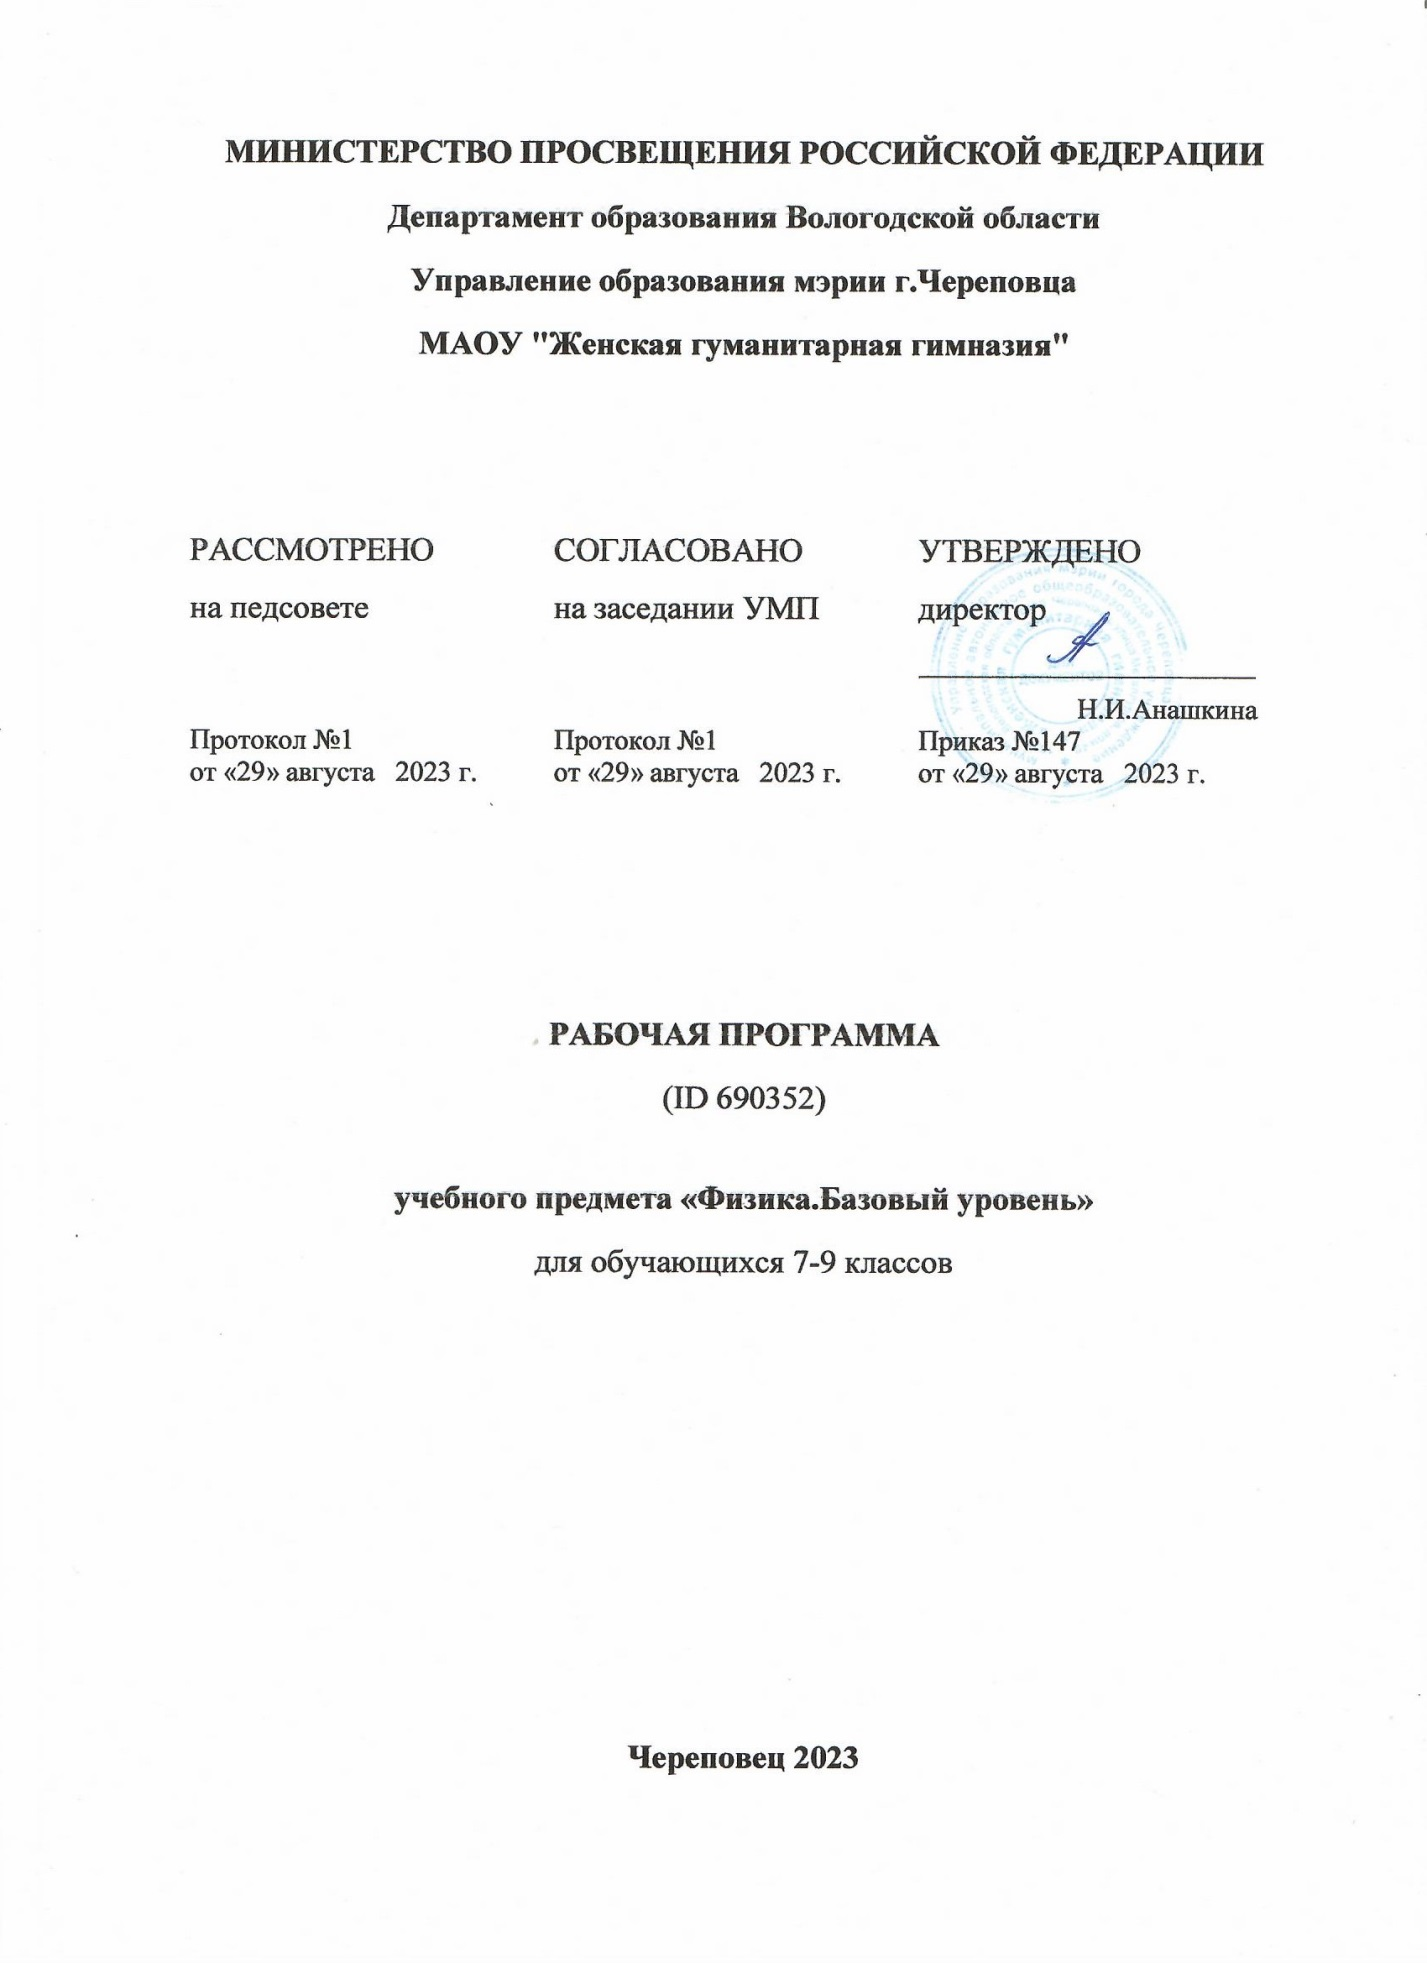 МИНИСТЕРСТВО ПРОСВЕЩЕНИЯ РОССИЙСКОЙ ФЕДЕРАЦИИ
Департамент образования Вологодской области
Управление образования мэрии г.Череповца
МАОУ "Женская гуманитарная гимназия"
РАССМОТРЕНО
на педсовете
Протокол №1
от «29» августа 2023 г.
СОГЛАСОВАНО
на заседании УМП
Протокол №1
от «29» августа 2023 г.
УТВЕРЖДЕНО
директор
Н.И.Анашкина
Приказ №147
от «29» августа 2023 г.
РАБОЧАЯ ПРОГРАММА
(ID 690352)
учебного предмета «Физика.Базовый уровень»
для обучающихся 7-9 классов
Череповец 2023